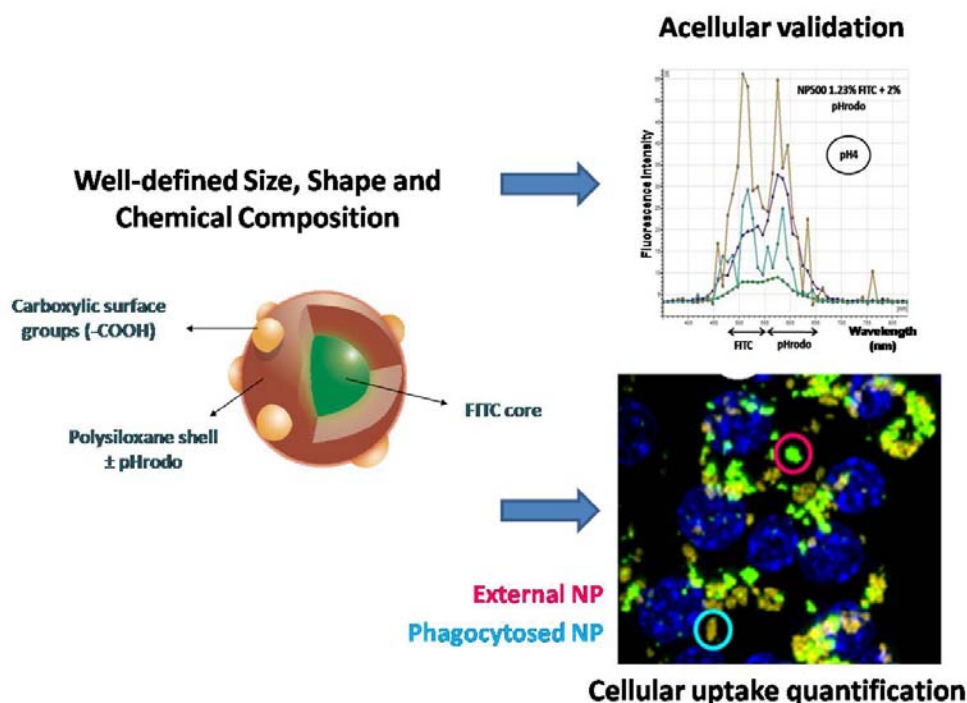 Acellular validation
NP500 1.23% FITC + 2%
pHrodo
pH4
Fluorescence Intensity
Wavelength
(nm)
FITC
pHrodo
Well-defined Size, Shape and
Chemical Composition
Carboxylic surface
groups (-COOH)
FITC core
Polysiloxane shell
± pHrodo
External NP
Phagocytosed NP
Cellular uptake quantification